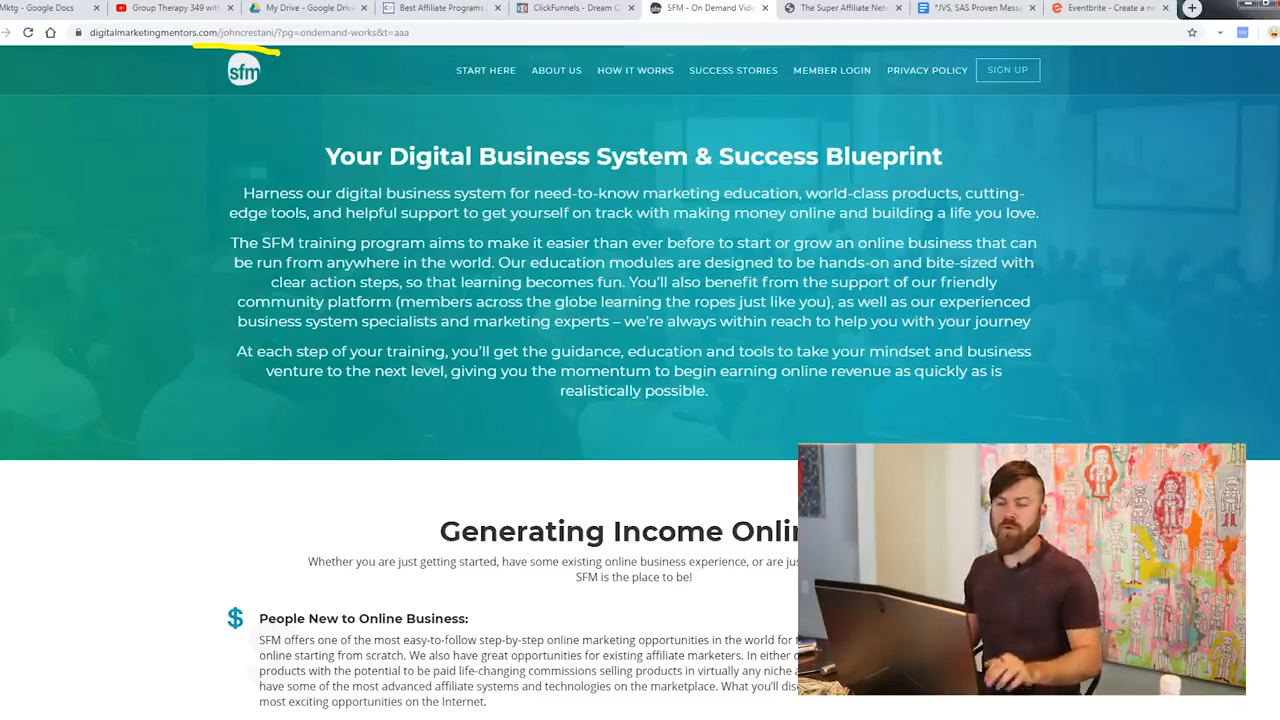 Mktg - Google Docs
Group Therapy 349 with
My Drive - Google Driv
Best Affiliate Programs
ClickFunnels - Dream C
SFM - On Demand Vide
The Super Affiliate Net
*JVS, SAS Proven Mess
Eventbrite - Create a ne
digitalmarketingmentors.com/johncrestani/?pg=ondemand-works&t=aaa
sfm
START HERE
ABOUT US
HOW IT WORKS
SUCCESS STORIES
MEMBER LOGIN
PRIVACY POLICY
SIGN UP
Your Digital Business System & Success Blueprint
Harness our digital business system for need-to-know marketing education, world-class products, cutting-
edge tools, and helpful support to get yourself on track with making money online and building a life you love.
The SFM training program aims to make it easier than ever before to start or grow an online business that can
be run from anywhere in the world. Our education modules are designed to be hands-on and bite-sized with
clear action steps, so that learning becomes fun. You'll also benefit from the support of our friendly
community platform (members across the globe learning the ropes just like you), as well as our experienced
business system specialists and marketing experts – we're always within reach to help you with your journey
At each step of your training, you'll get the guidance, education and tools to take your mindset and business
venture to the next level, giving you the momentum to begin earning online revenue as quickly as is
realistically possible.
Generating Income Onli
Whether you are just getting started, have some existing online business experience, or are jus
SFM is the place to be!
$
People New to Online Business:
SFM offers one of the most easy-to-follow step-by-step online marketing opportunities in the world for t
online starting from scratch. We also have great opportunities for existing affiliate marketers. In either c
products with the potential to be paid life-changing commissions selling products in virtually any niche
have some of the most advanced affiliate systems and technologies on the marketplace. What you'll disc
most exciting opportunities on the Internet.